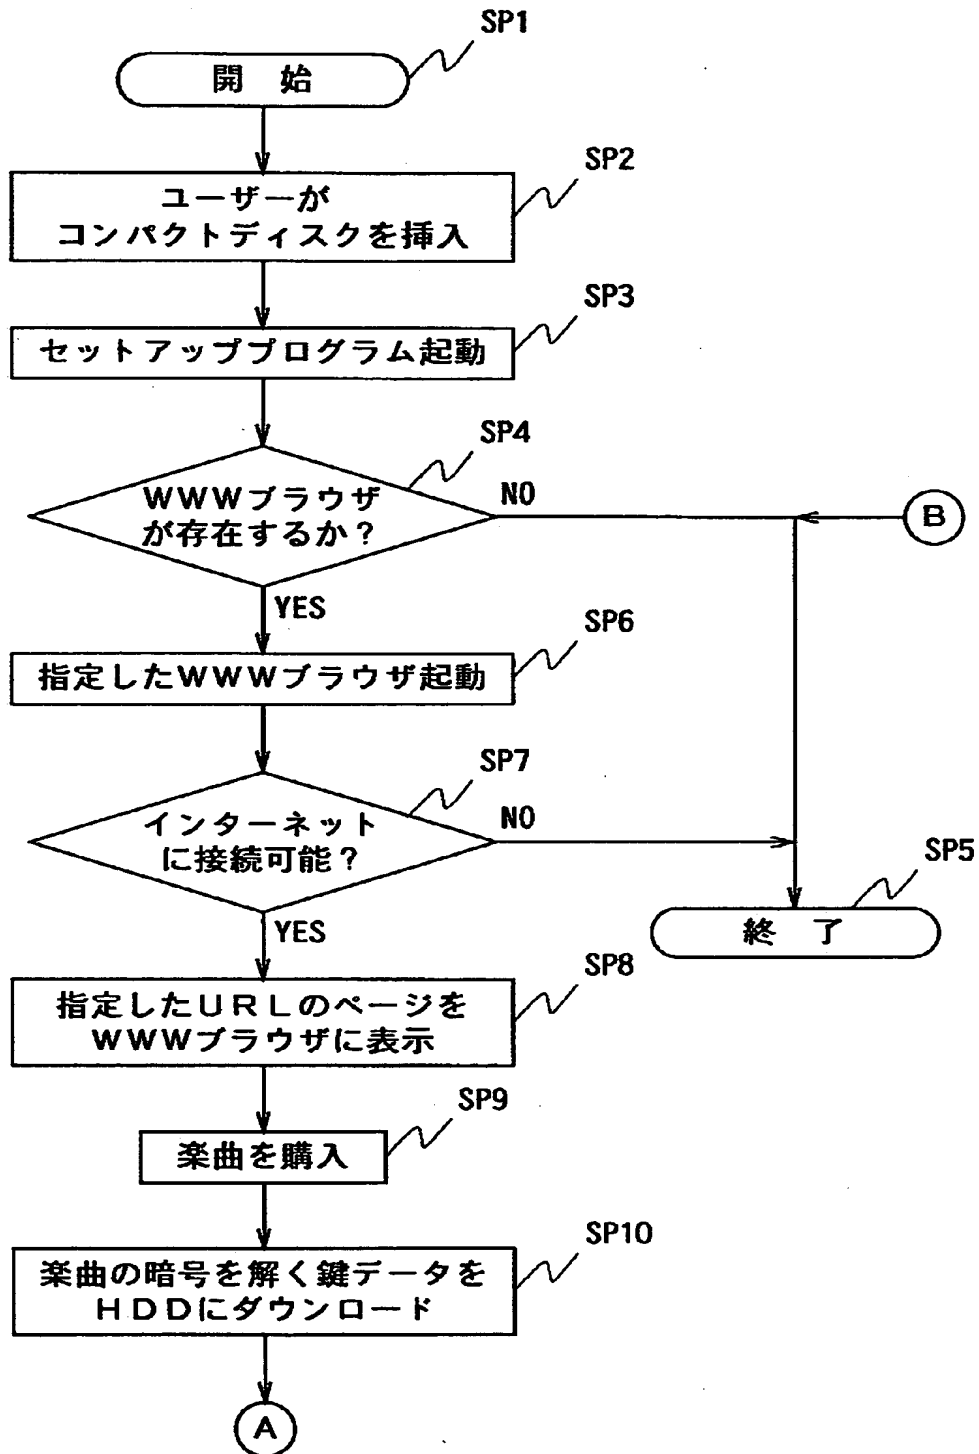 SP1
開 始
SP2
ユーザーが
コンパクトディスクを挿入
SP3
セットアッププログラム起動
SP4
WWWブラウザ
が存在するか?
NO
B
YES
SP6
指定したWWWブラウザ起動
SP7
インターネット
に接続可能?
NO
SP5
終 了
YES
SP8
指定したURLのページを
WWWブラウザに表示
SP9
楽曲を購入
SP10
楽曲の暗号を解く鍵データを
HDDにダウンロード
A